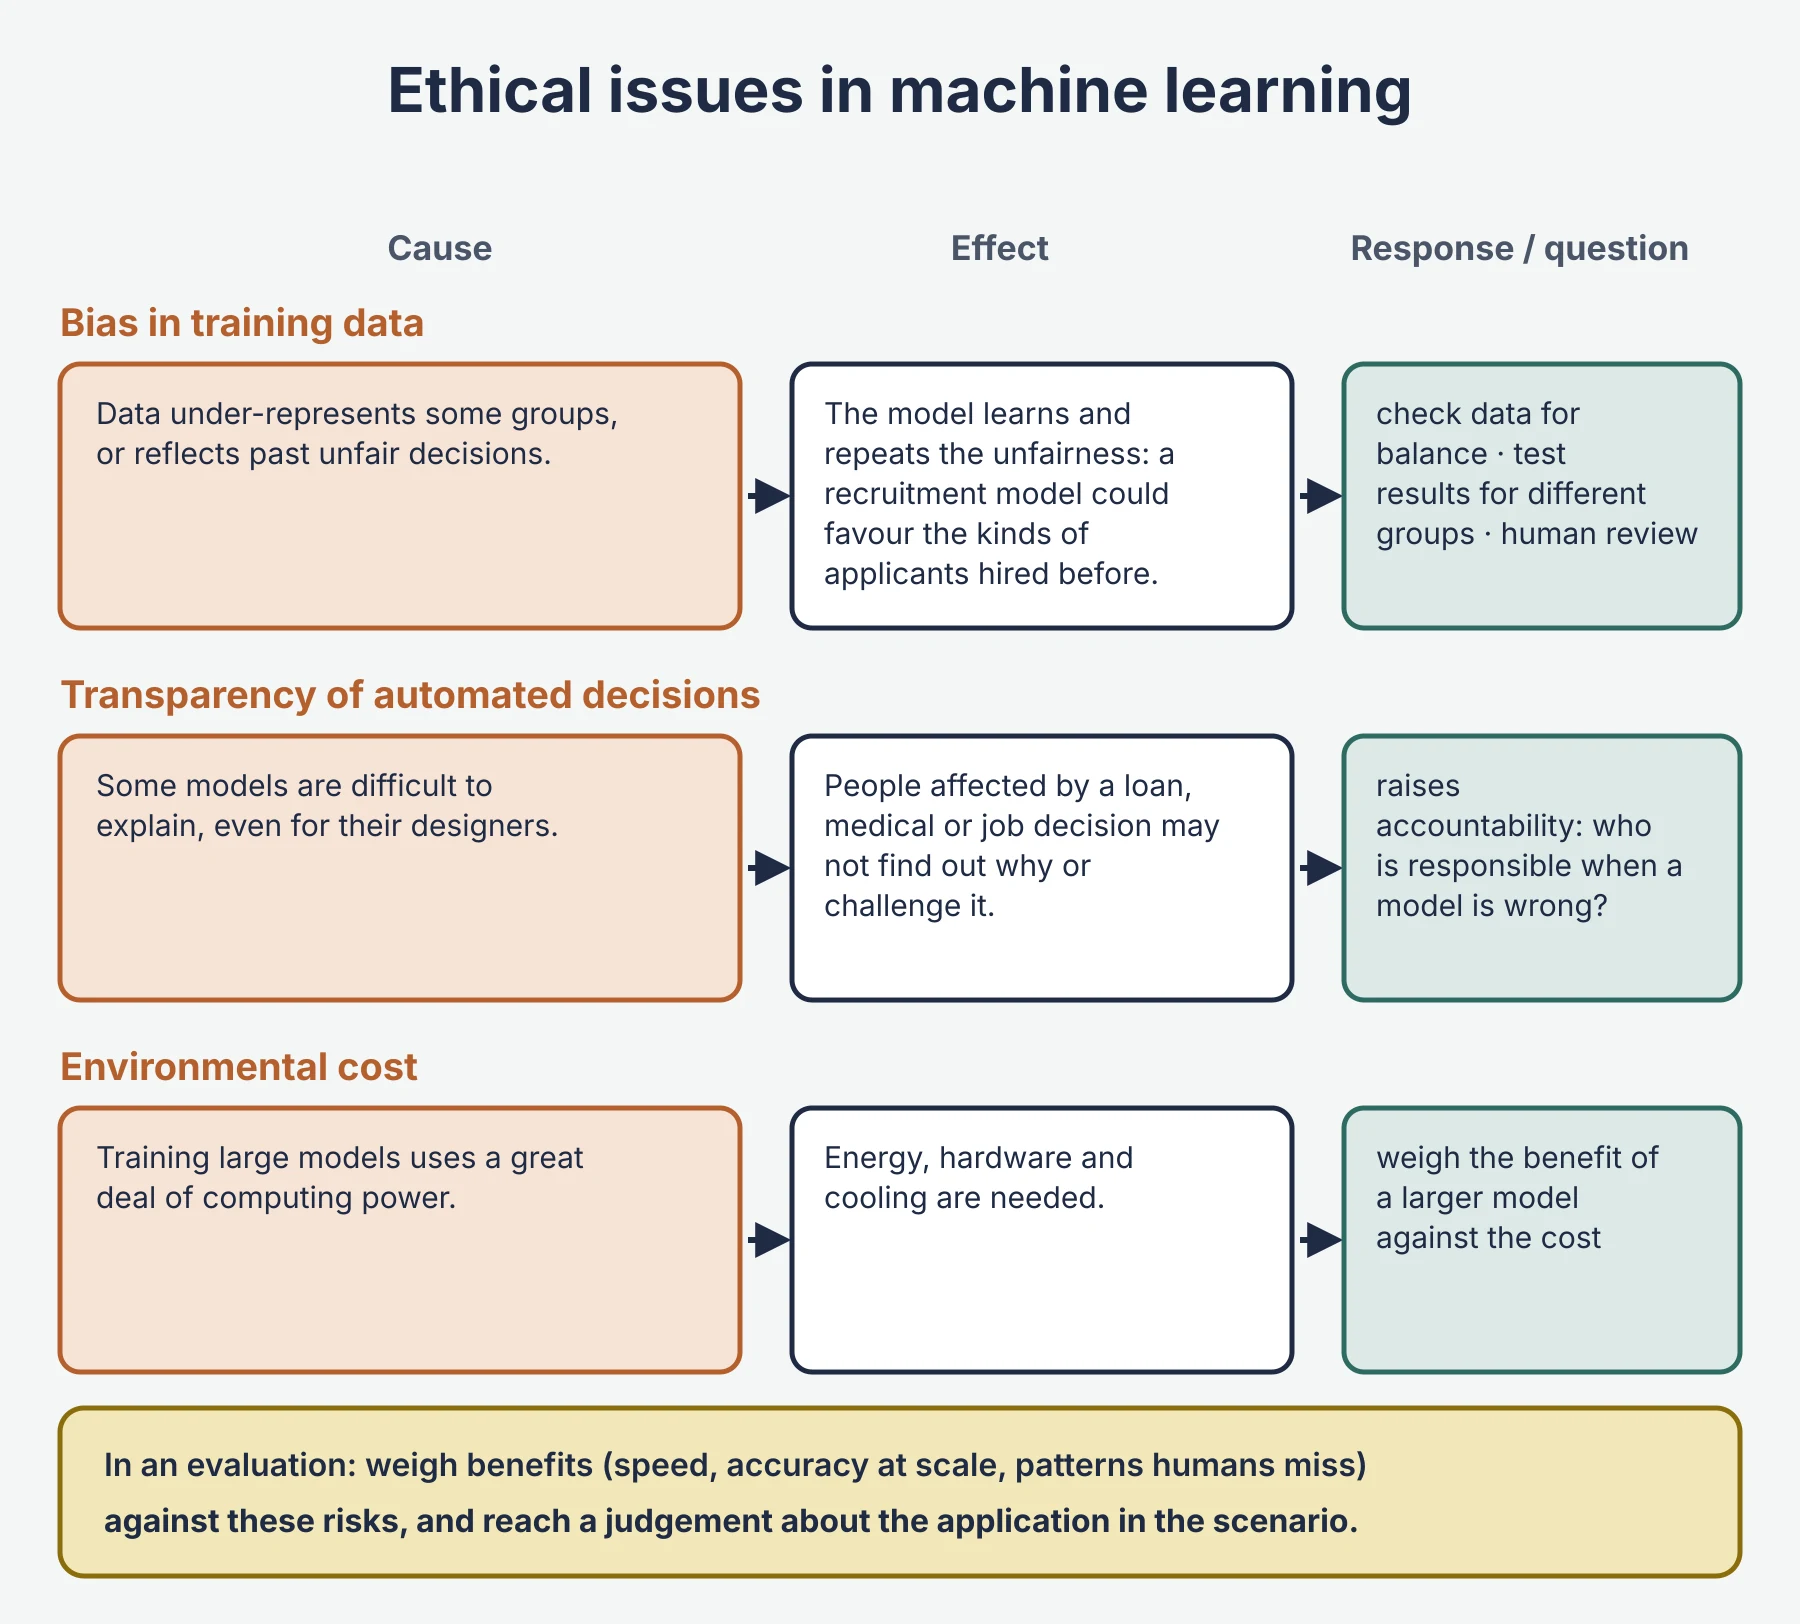 Ethical issues in machine learning
Cause
Effect
Response / question
Bias in training data
Data under-represents some groups,
or reflects past unfair decisions.
The model learns and
repeats the unfairness: a
recruitment model could
favour the kinds of
applicants hired before.
check data for
balance · test
results for different
groups · human review
Transparency of automated decisions
Some models are difficult to
explain, even for their designers.
People affected by a loan,
medical or job decision may
not find out why or
challenge it.
raises
accountability: who
is responsible when a
model is wrong?
Environmental cost
Training large models uses a great
deal of computing power.
Energy, hardware and
cooling are needed.
weigh the benefit of
a larger model
against the cost
In an evaluation: weigh benefits (speed, accuracy at scale, patterns humans miss)
against these risks, and reach a judgement about the application in the scenario.